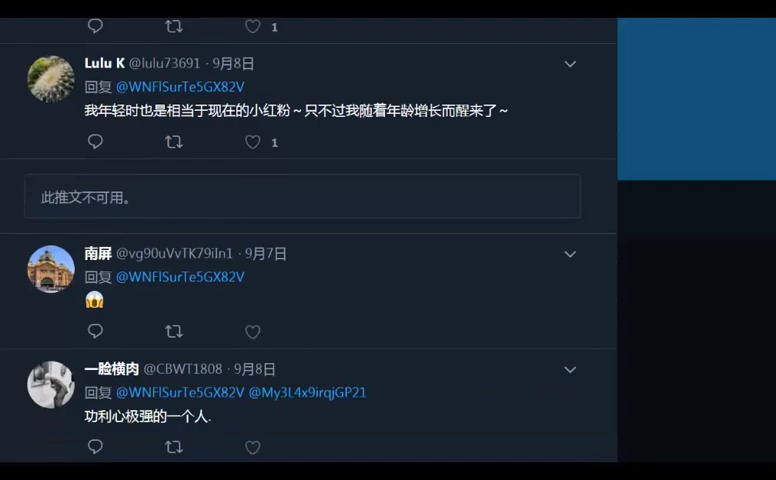 1
Lulu K @lulu73691 · 9月8日
回复 @WNFlSurTe5GX82V
我年轻时也是相当于现在的小红粉~只不过我随着年龄增长而醒来了~
1
此推文不可用。
南屏 @vg90uVvTK79iIn1 · 9月7日
回复 @WNFlSurTe5GX82V
😱
一脸横肉 @CBWT1808 · 9月8日
回复 @WNFlSurTe5GX82V @My3L4x9irqjGP21
功利心极强的一个人.